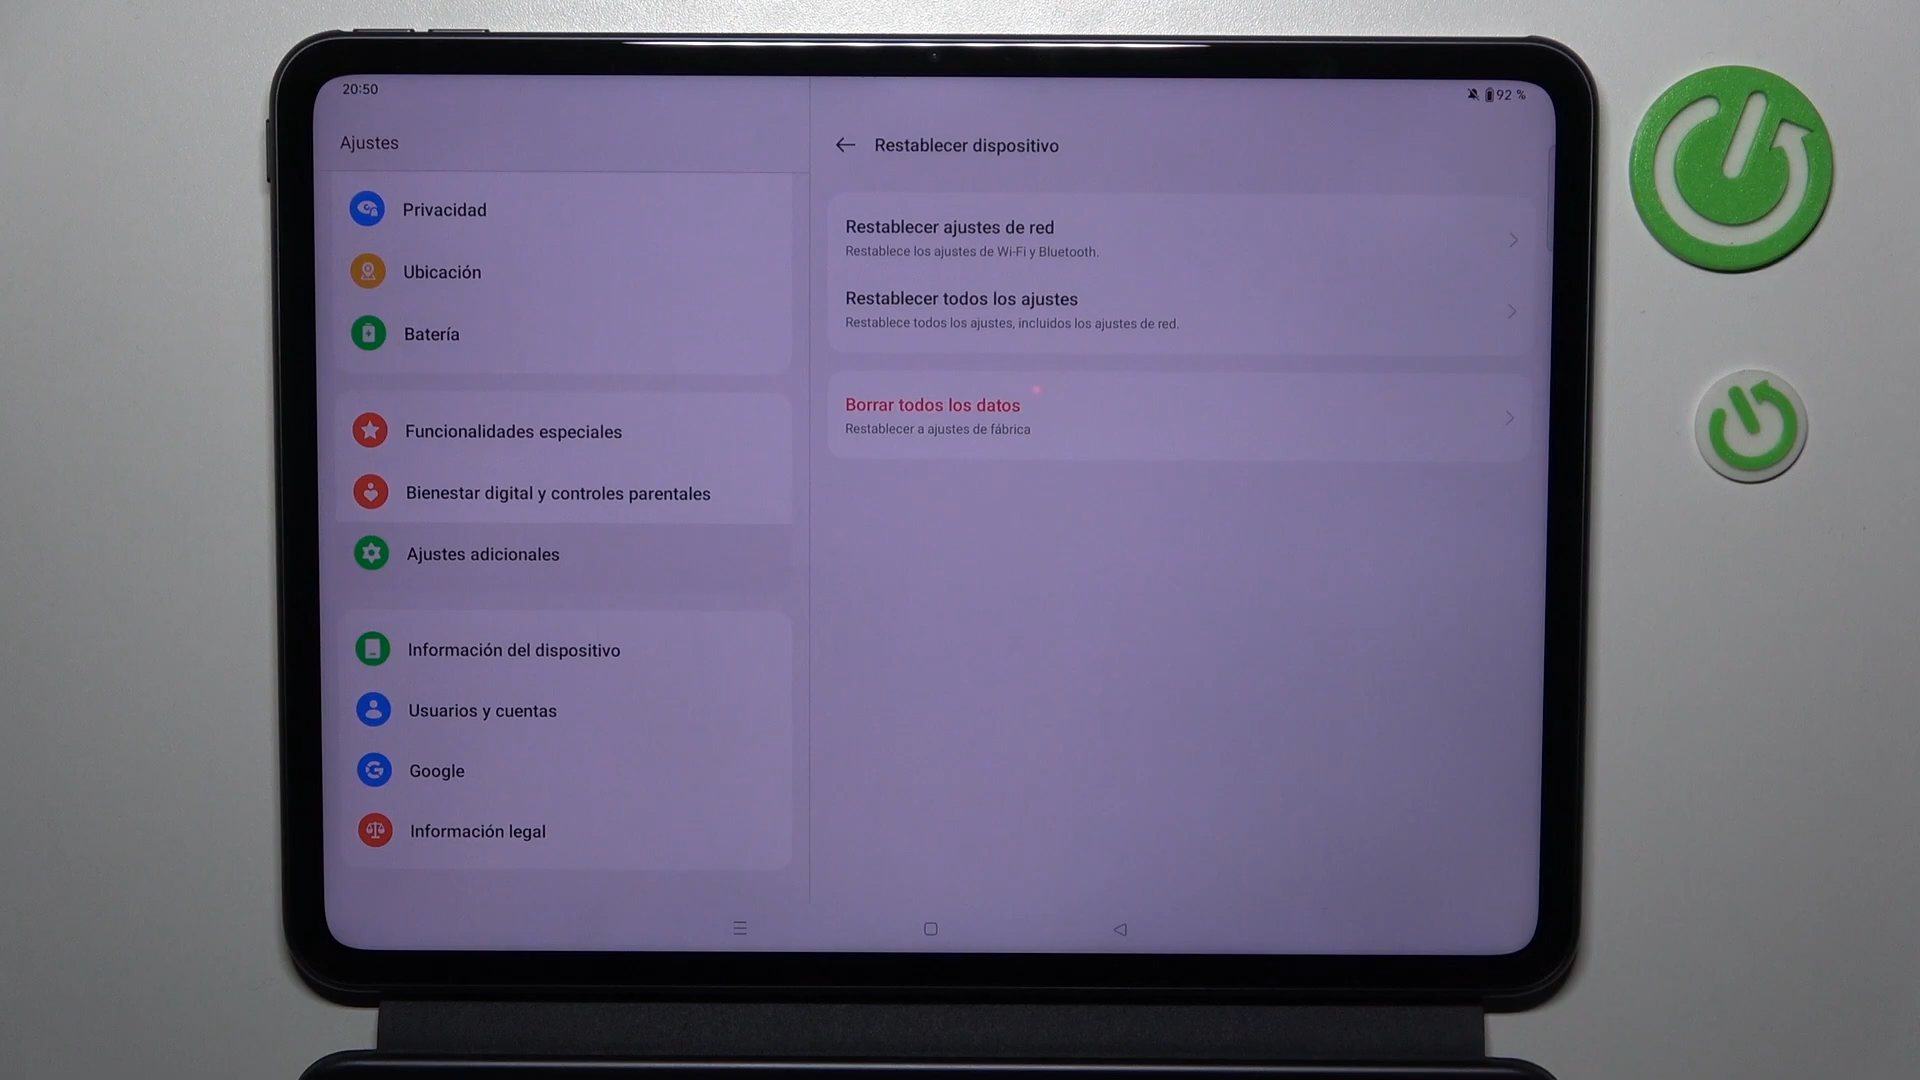 20:50
92 %
Ajustes
Privacidad
Ubicación
Batería
Funcionalidades especiales
Bienestar digital y controles parentales
Ajustes adicionales
Información del dispositivo
Usuarios y cuentas
Google
Información legal
Restablecer dispositivo
Restablecer ajustes de red
Restablece los ajustes de Wi-Fi y Bluetooth.
Restablecer todos los ajustes
Restablece todos los ajustes, incluidos los ajustes de red.
Borrar todos los datos
Restablecer a ajustes de fábrica